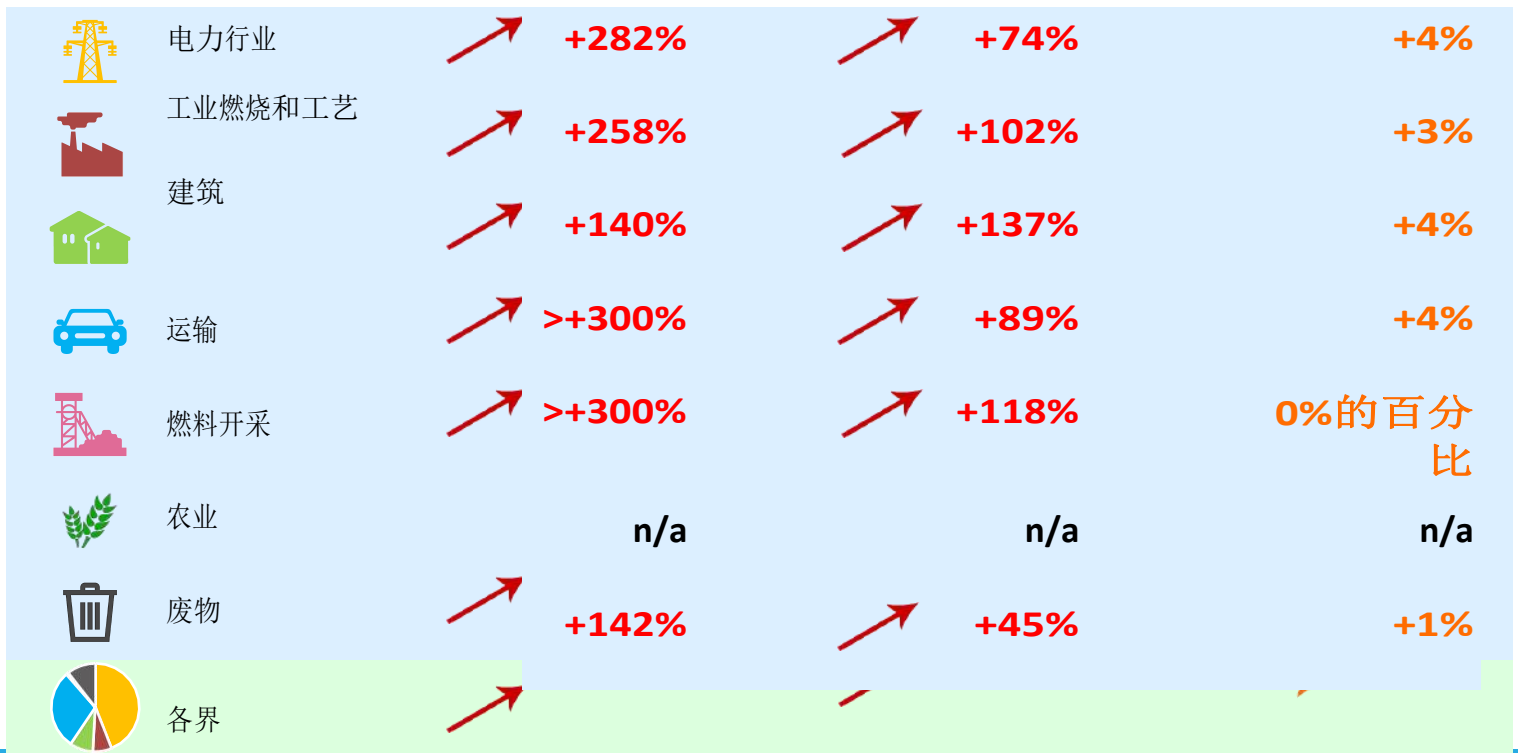 电力行业 +282% +74% +4%
工业燃烧和工艺 +258% +102% +3%
建筑 +140% +137% +4%
运输 >+300% +89% +4%
燃料开采 >+300% +118% 0%的百分
比
农业 n/a n/a n/a
废物 +142% +45% +1%
各界